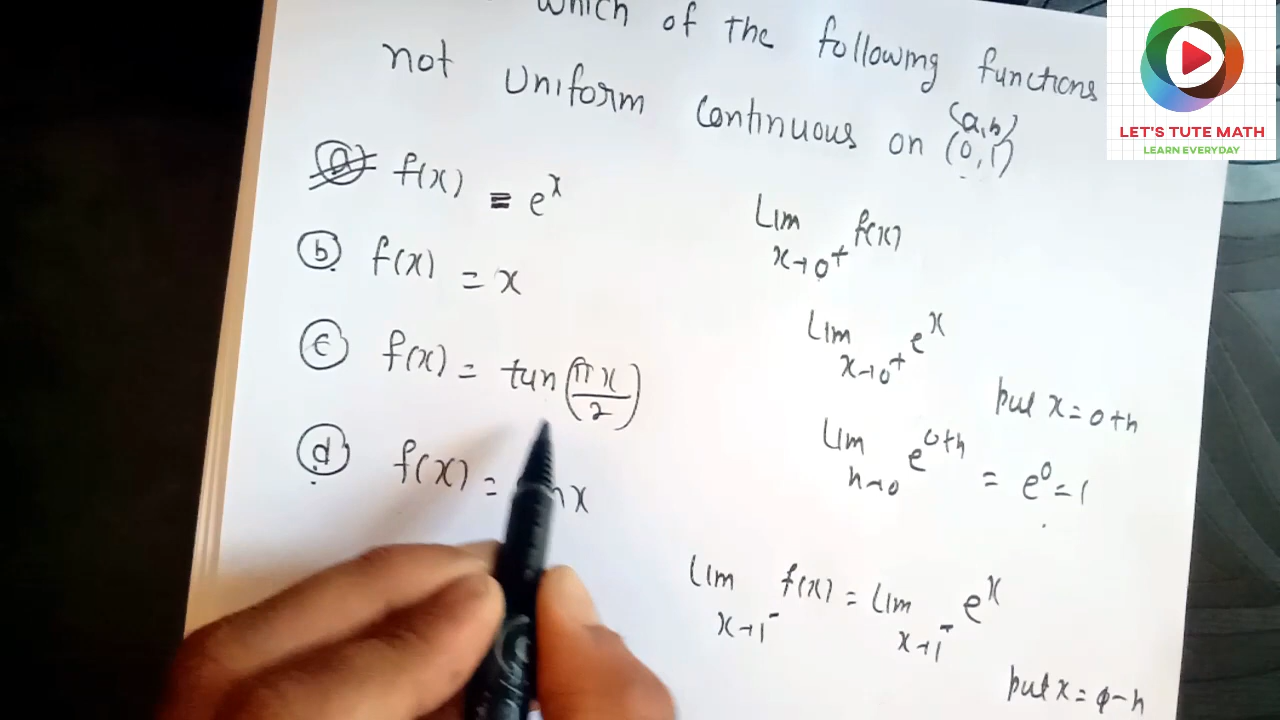 which of the following functions
not uniform continuous on (0,1)
(a,b)
(a) f(x) = e^x
(b) f(x) = x
(c) f(x) = tan(πx/2)
(d) f(x) = x
Lim x→0+ f(x)
Lim x→0+ e^x
put x=0+h
Lim h→0 e^0+h = e^0=1
Lim x→1- f(x) = Lim x→1- e^x
put x=
LET'S TUTE MATH
LEARN EVERYDAY